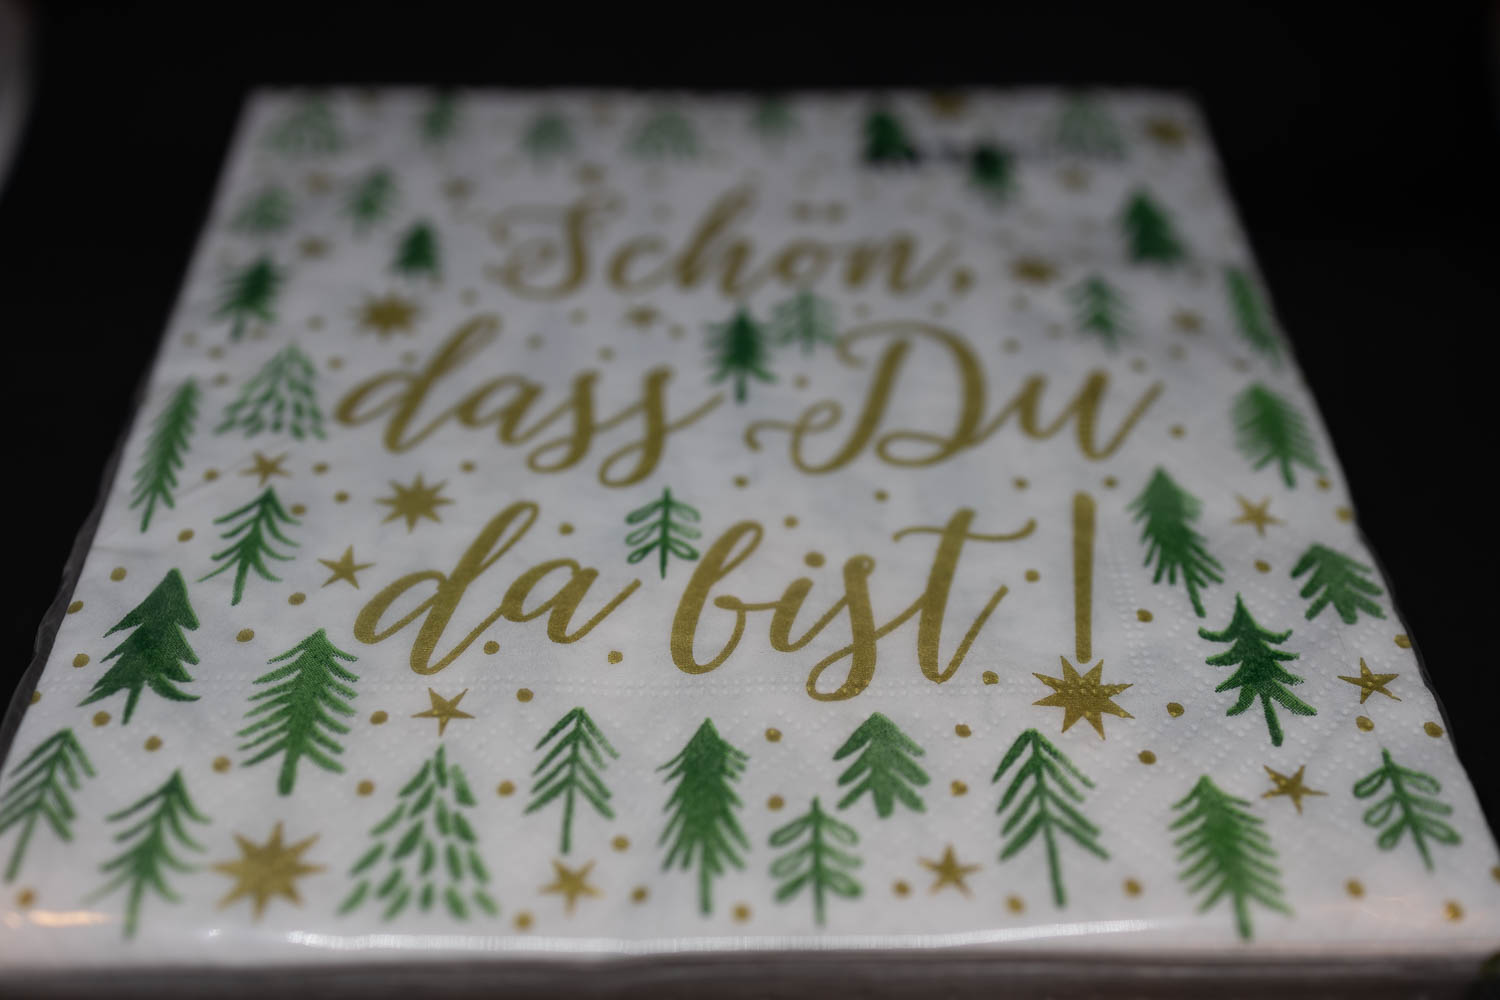 Schön,
dass Du
da bist!